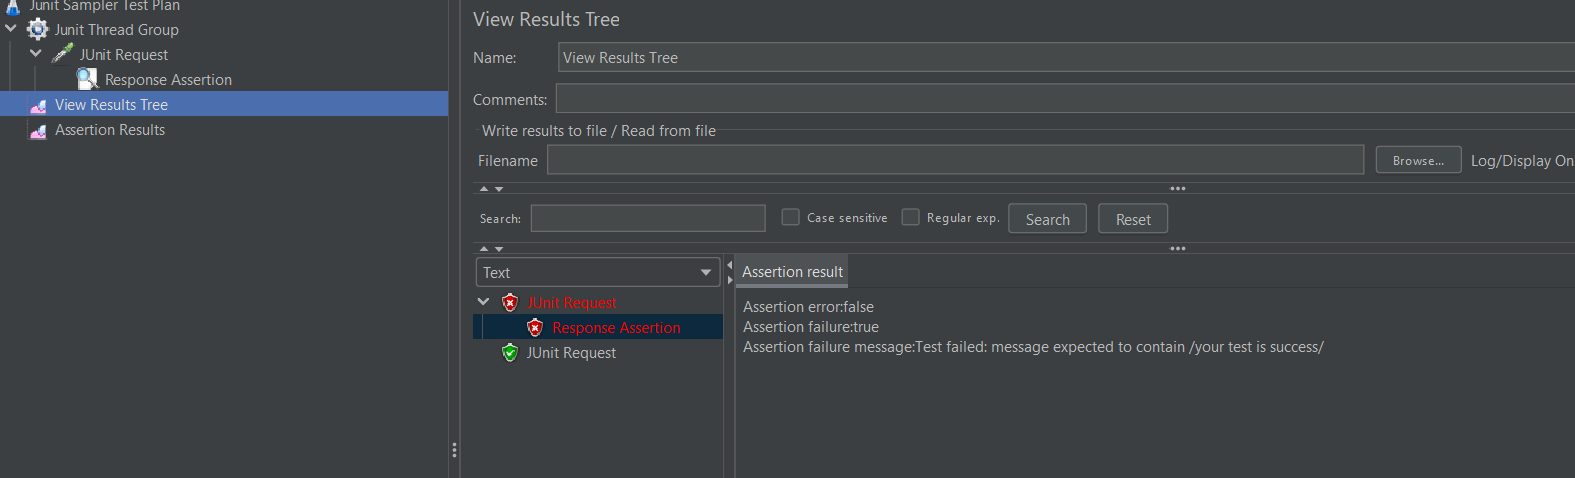 Junit Sampler Test Plan
Junit Thread Group
JUnit Request
Response Assertion
View Results Tree
Assertion Results
View Results Tree
Name: View Results Tree
Comments:
Write results to file / Read from file
Filename Browse... Log/Display On
Search: Case sensitive Regular exp. Search Reset
Text
JUnit Request
Response Assertion
JUnit Request
Assertion result
Assertion error:false
Assertion failure:true
Assertion failure message:Test failed: message expected to contain /your test is success/